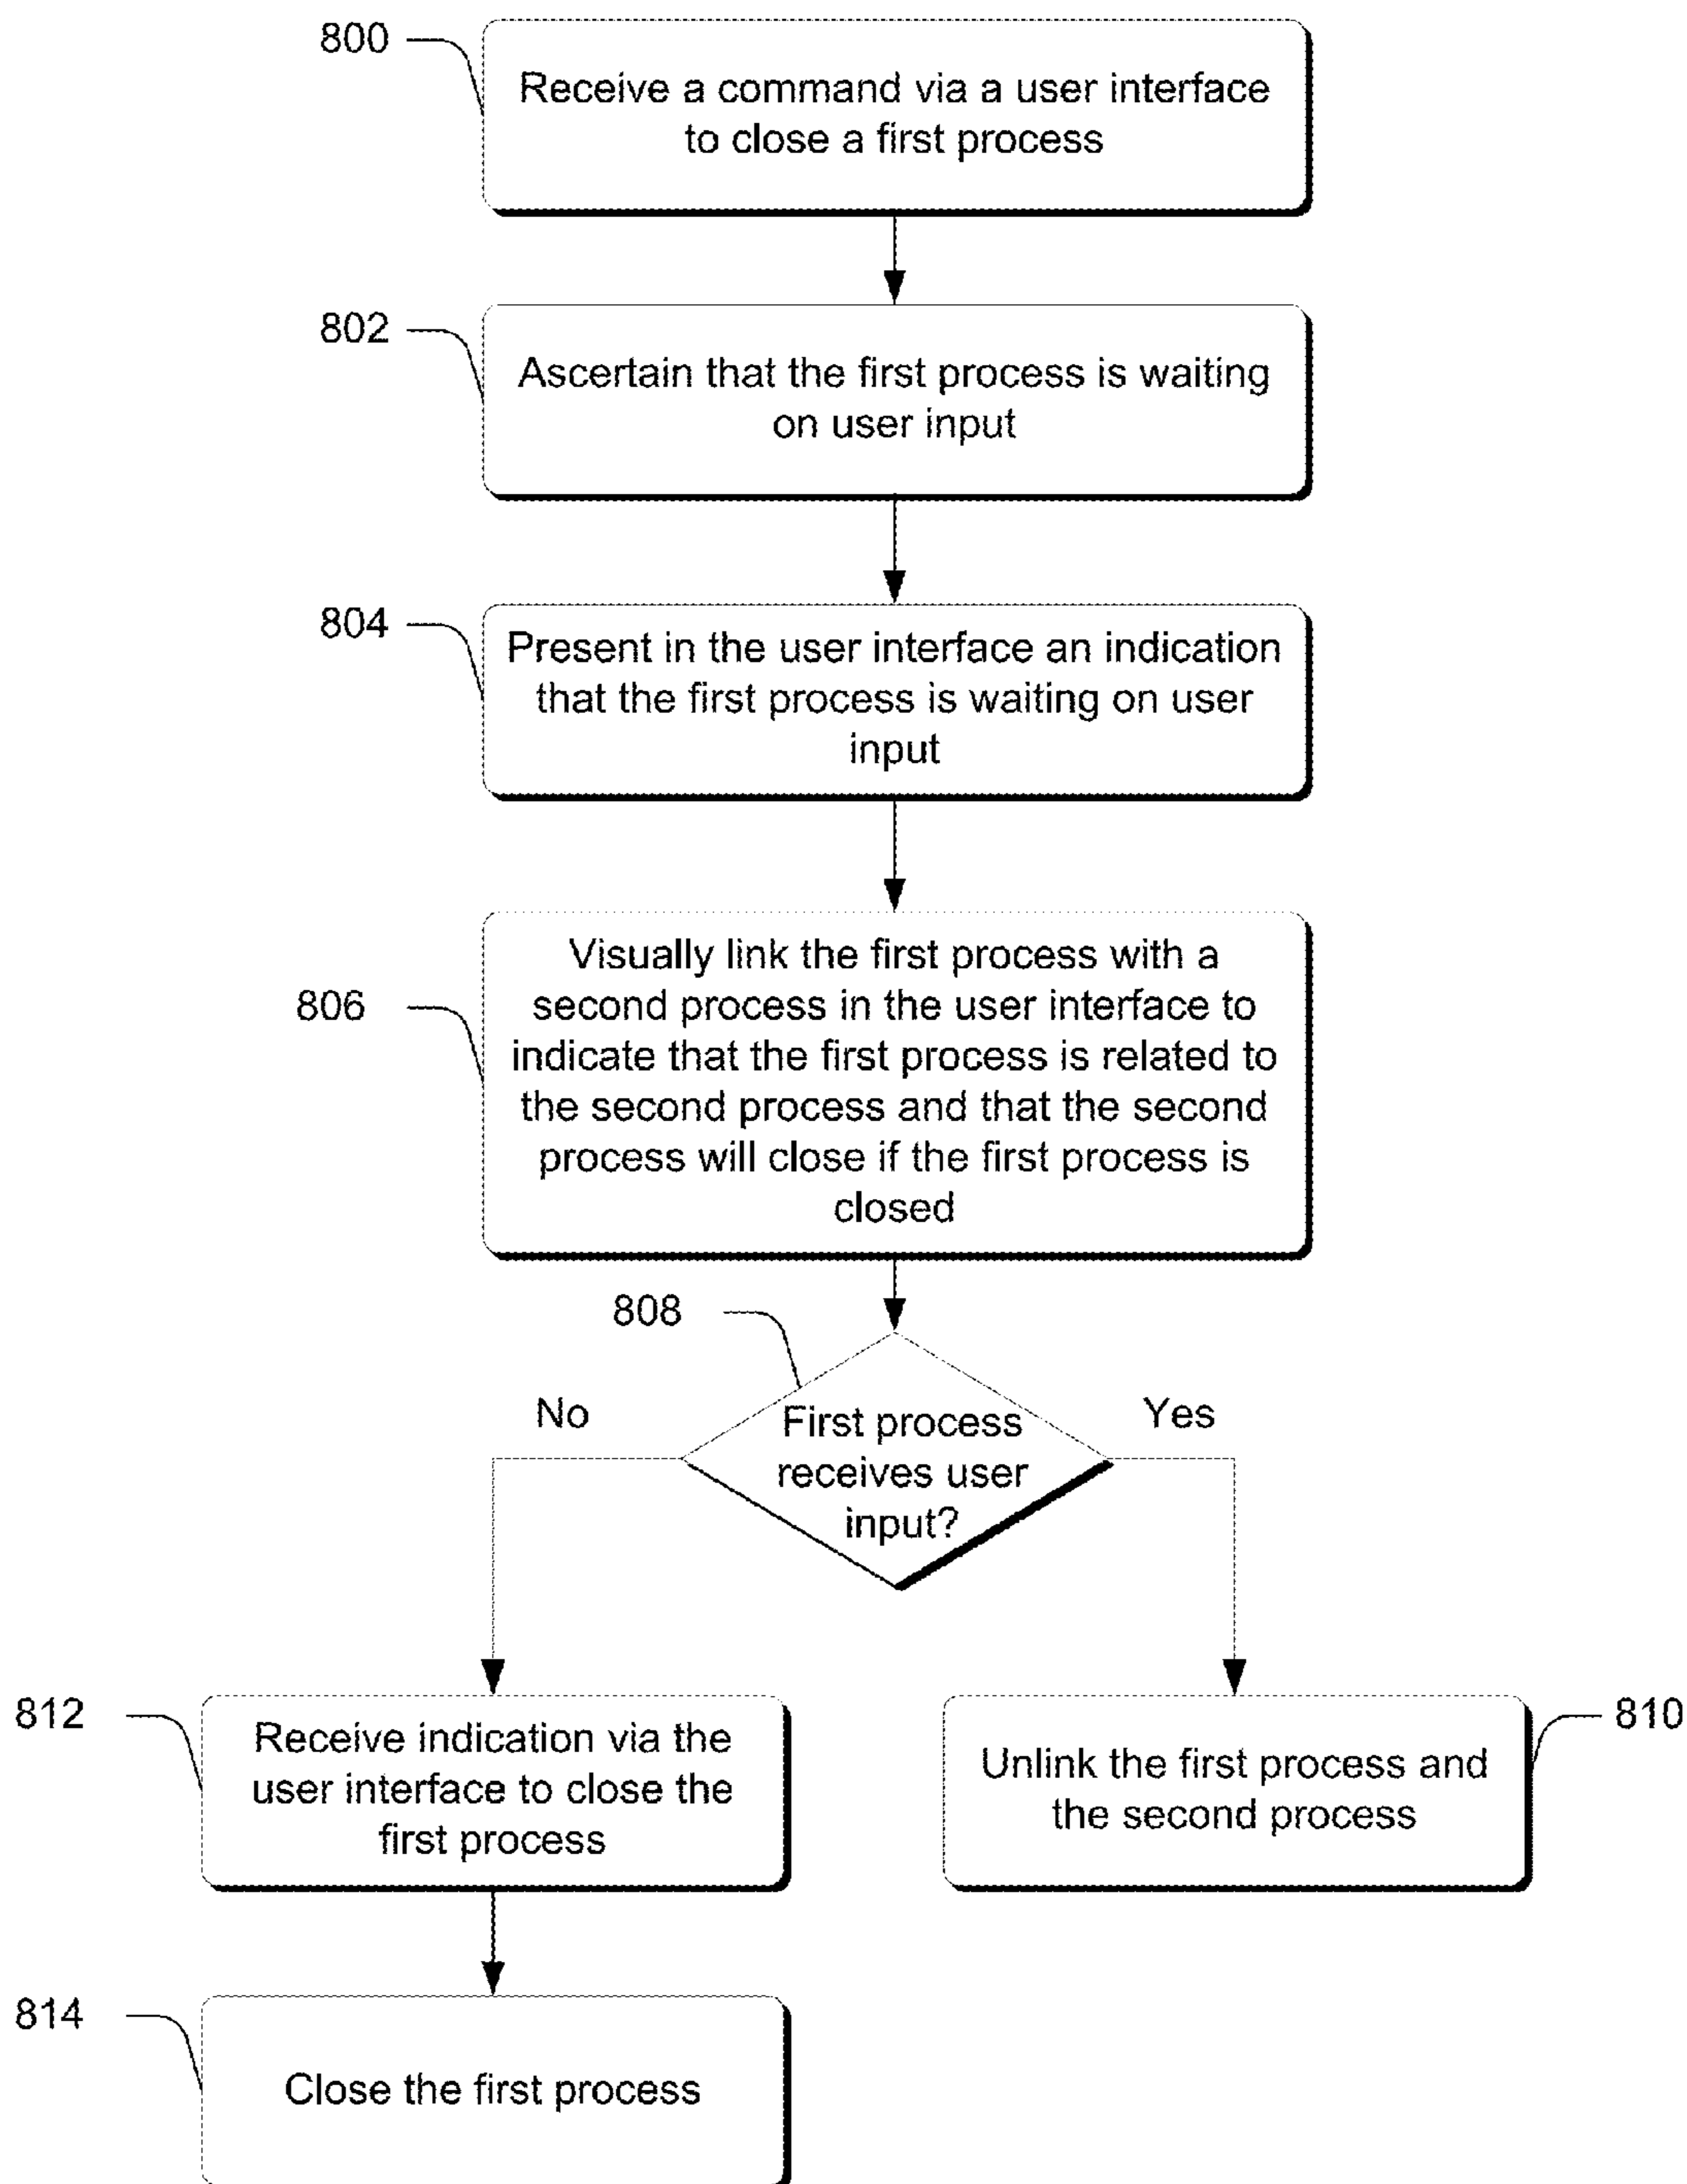 800
Receive a command via a user interface
to close a first process
802
Ascertain that the first process is waiting
on user input
804
Present in the user interface an indication
that the first process is waiting on user
input
806
Visually link the first process with a
second process in the user interface to
indicate that the first process is related to
the second process and that the second
process will close if the first process is
closed
808
No
Yes
First process
receives user
input?
812
Receive indication via the
user interface to close the
first process
810
Unlink the first process and
the second process
814
Close the first process